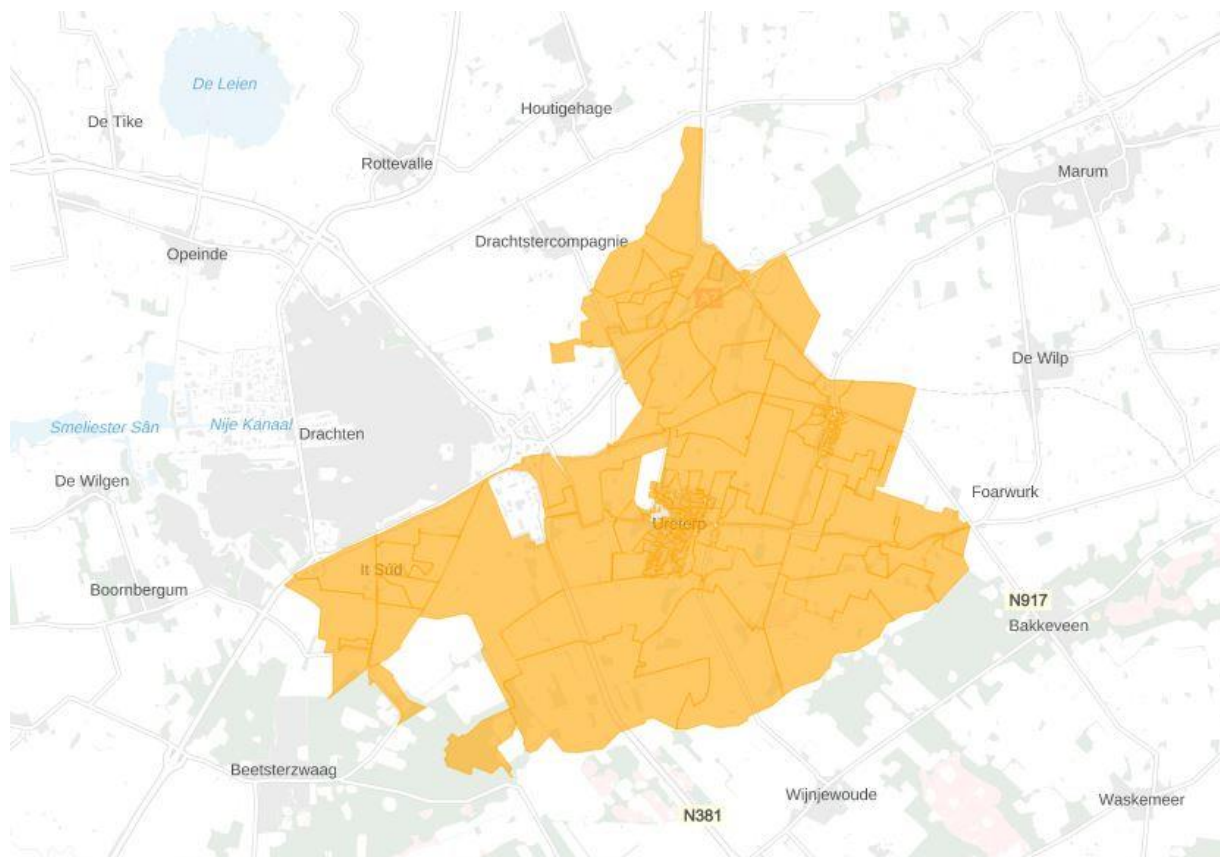 De Leien
Houtigehage
De Tike
Rottevalle
Marum
Drachtstercompagnie
Opeinde
De Wilp
Smeliester Sân
Nije Kanaal
Drachten
De Wilgen
Foarwurk
Ureterp
It Súd
Boornbergum
N917
Bakkeveen
Beetsterzwaag
Wijnjewoude
Waskemeer
N381